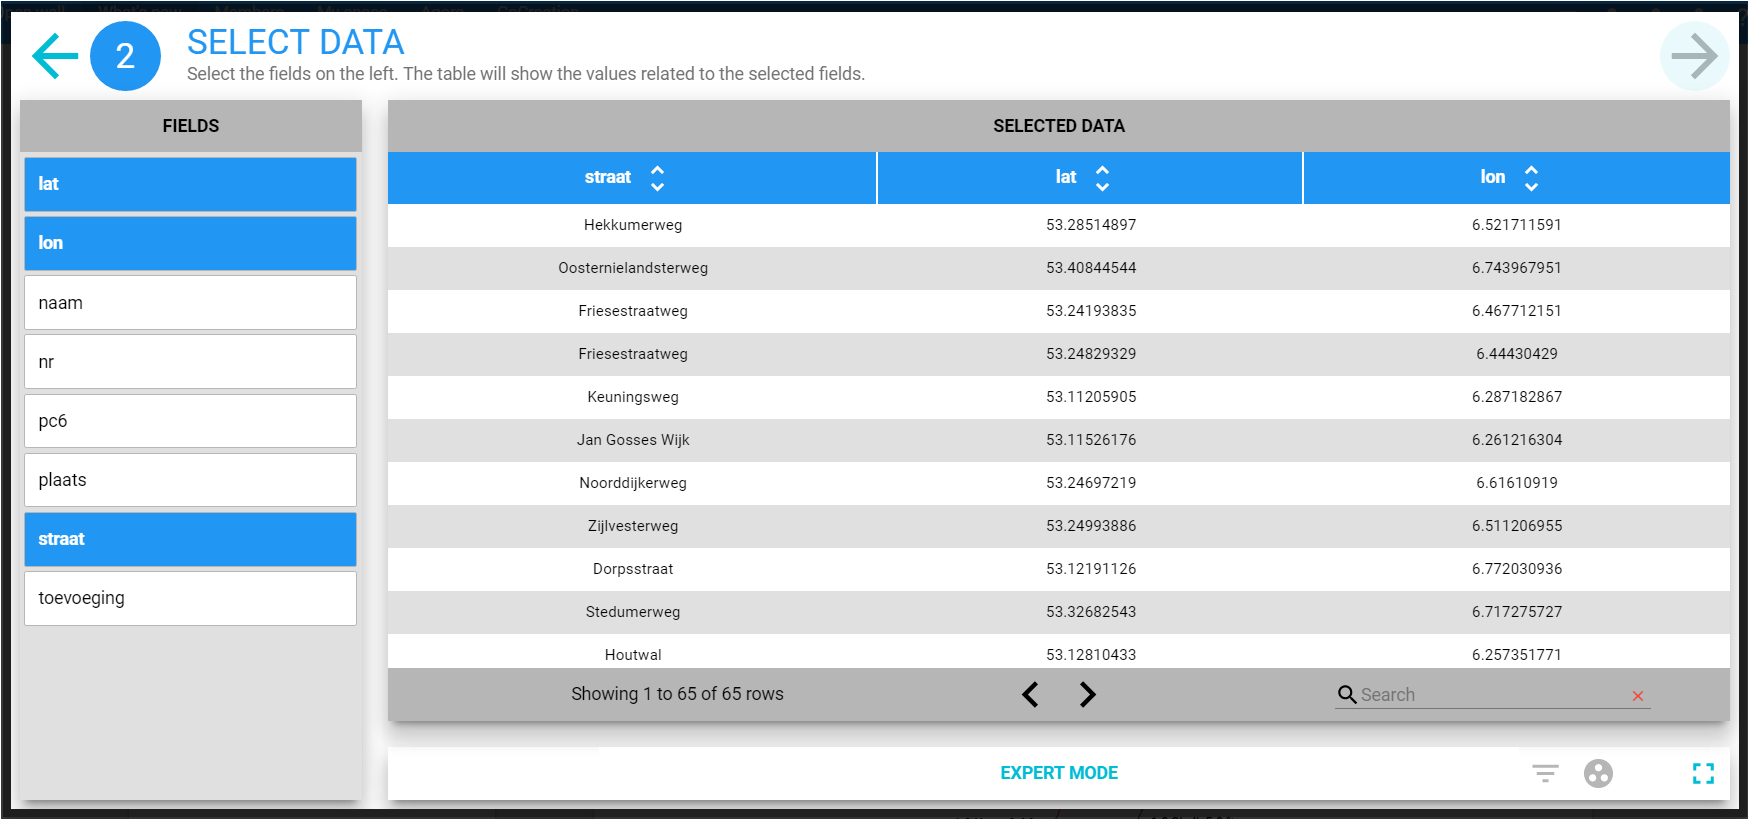 2
SELECT DATA
Select the fields on the left. The table will show the values related to the selected fields.
FIELDS
lat
lon
naam
nr
pc6
plaats
straat
toevoeging
SELECTED DATA
straat lat lon
Hekkumerweg 53.28514897 6.521711591
Oosternielandsterweg 53.40844544 6.743967951
Friesestraatweg 53.24193835 6.467712151
Friesestraatweg 53.24829329 6.44430429
Keuningsweg 53.11205905 6.287182867
Jan Gosses Wijk 53.11526176 6.261216304
Noorddijkerweg 53.24697219 6.61610919
Zijlvesterweg 53.24993886 6.511206955
Dorpsstraat 53.12191126 6.772030936
Stedumerweg 53.32682543 6.717275727
Houtwal 53.12810433 6.257351771
Showing 1 to 65 of 65 rows
Search
EXPERT MODE